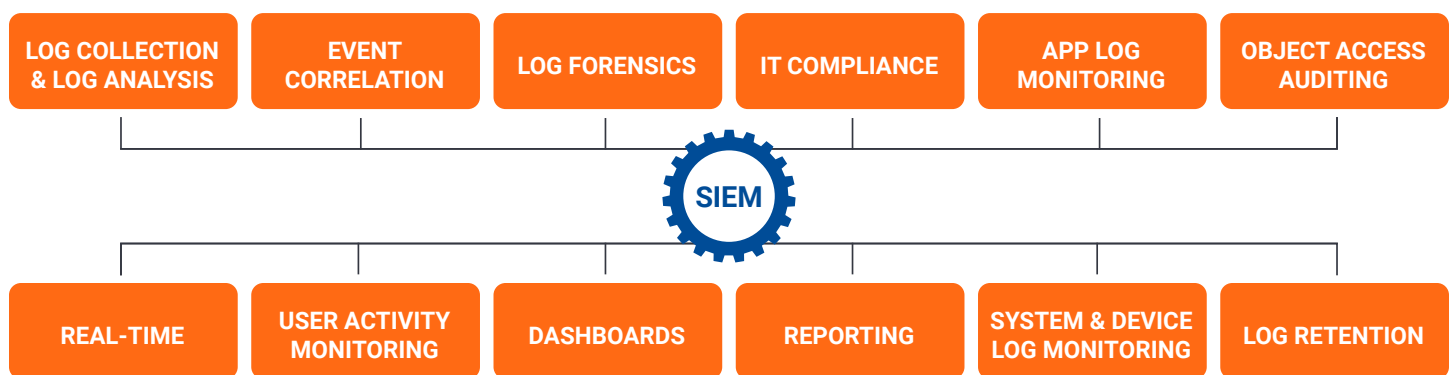 LOG COLLECTION
& LOG ANALYSIS
EVENT
CORRELATION
LOG FORENSICS
IT COMPLIANCE
APP LOG
MONITORING
OBJECT ACCESS
AUDITING
SIEM
REAL-TIME
USER ACTIVITY
MONITORING
DASHBOARDS
REPORTING
SYSTEM & DEVICE
LOG MONITORING
LOG RETENTION